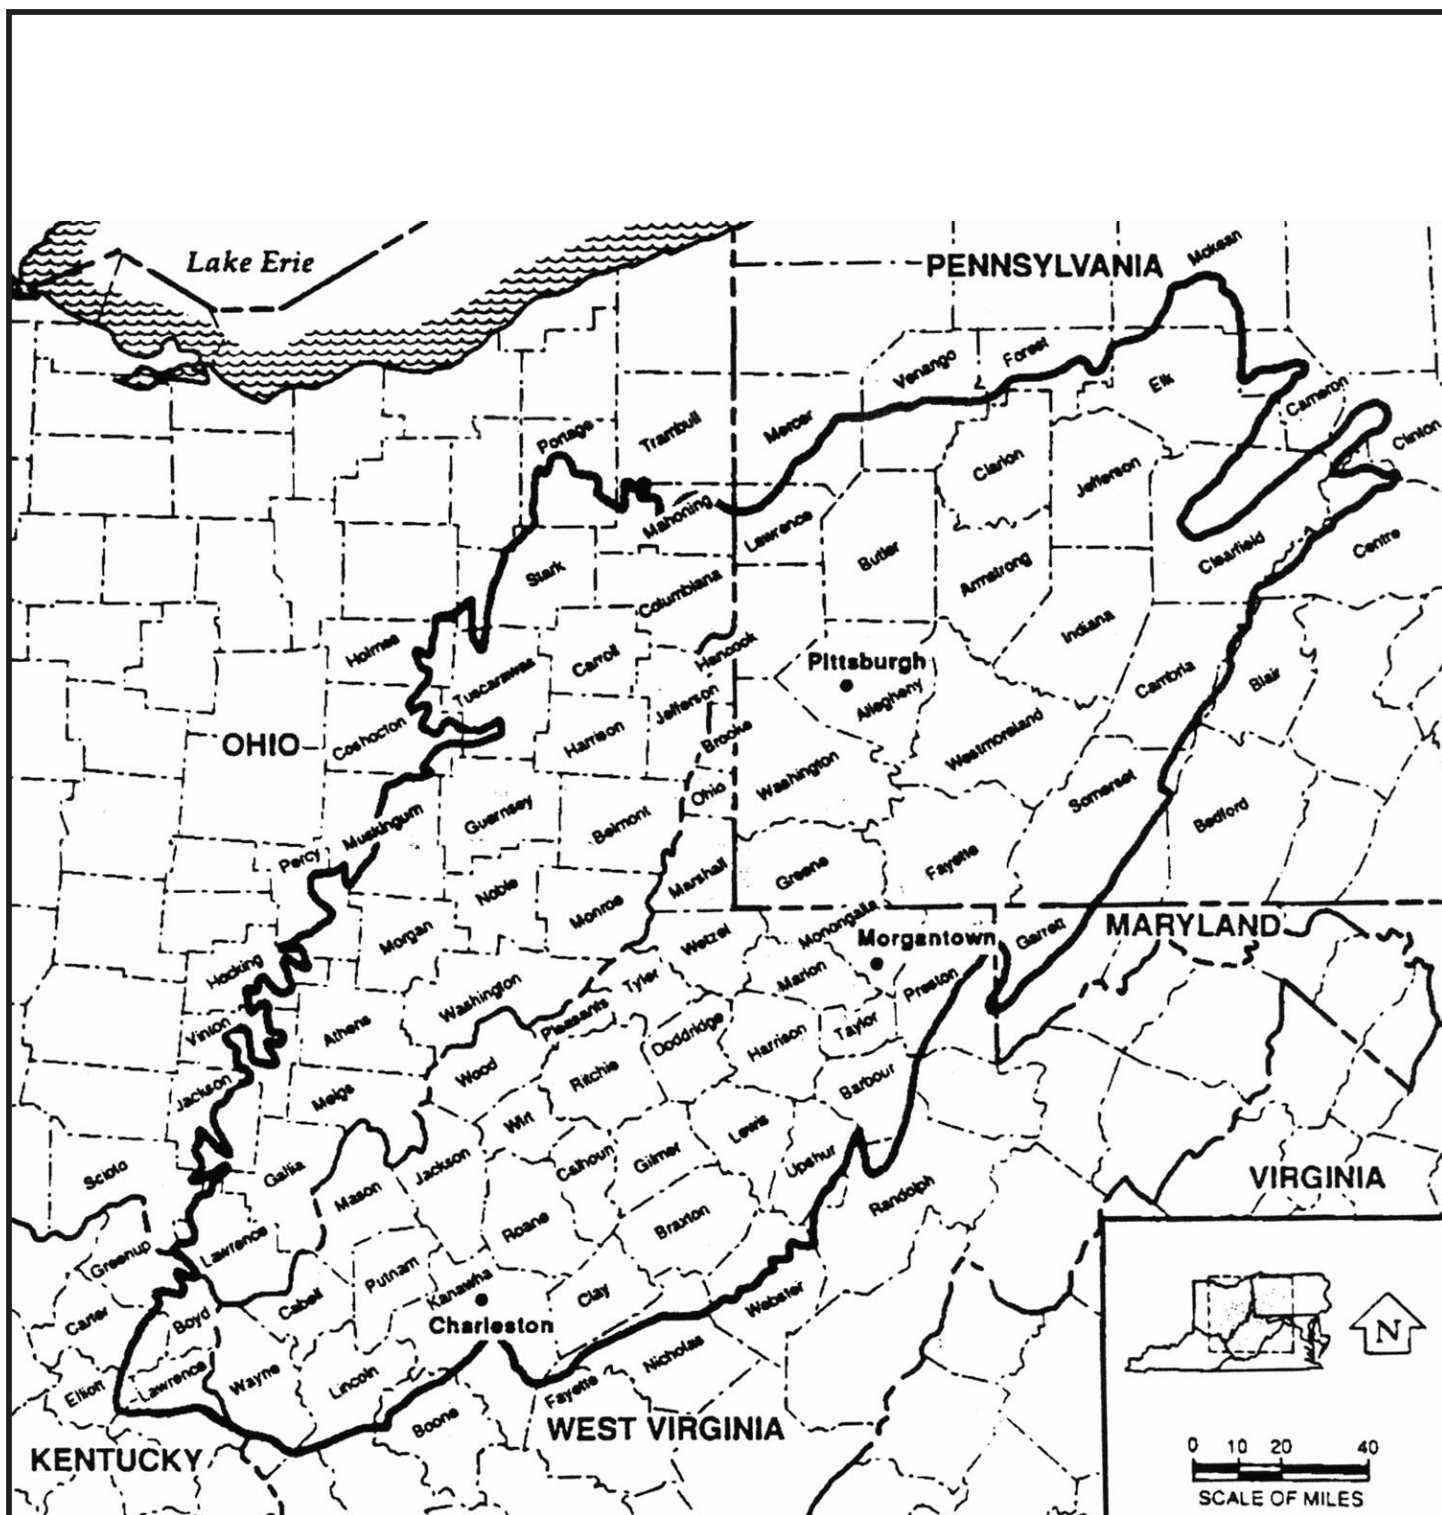 Lake Erie
PENNSYLVANIA
Mckean
Venango
Forest
Elk
Cameron
Clinton
Mercer
Trumbull
Portage
Clarion
Jefferson
Mahoning
Lawrence
Butler
Armstrong
Clearfield
Centre
Stark
Columbiana
Indiana
Holmes
Tuscarawas
Carroll
Hancock
Pittsburgh
Allegheny
Cambria
Blair
OHIO
Coshocton
Harrison
Jefferson
Brooke
Westmoreland
Washington
Somerset
Bedford
Ohio
Muskingum
Guernsey
Belmont
Percy
Noble
Monroe
Marshall
Greene
Fayette
Morgan
Wetzel
Monongalia
Morgantown
Garrett
MARYLAND
Hocking
Washington
Tyler
Marion
Preston
Vinton
Athens
Pleasants
Doddridge
Harrison
Taylor
Jackson
Meigs
Wood
Ritchie
Barbour
Wirt
Lewis
Scioto
Gallia
Mason
Jackson
Calhoun
Gilmer
Upshur
Randolph
VIRGINIA
Greenup
Lawrence
Roane
Braxton
Putnam
Kanawha
Carter
Boyd
Cabell
Clay
Webster
Charleston
Elliott
Lawrence
Wayne
Lincoln
Nicholas
Fayette
Boone
WEST VIRGINIA
KENTUCKY
N
0 10 20 40
SCALE OF MILES